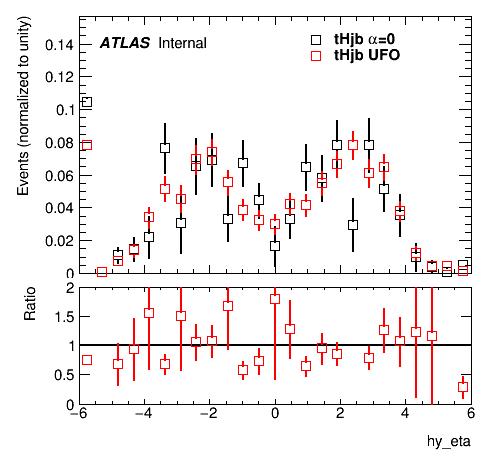 ATLAS Internal
tHjb α=0
tHjb UFO
Events (normalized to unity)
0.14
0.12
0.1
0.08
0.06
0.04
0.02
0
Ratio
2
1.5
1
0.5
0
−6 −4 −2 0 2 4 6
hy_eta